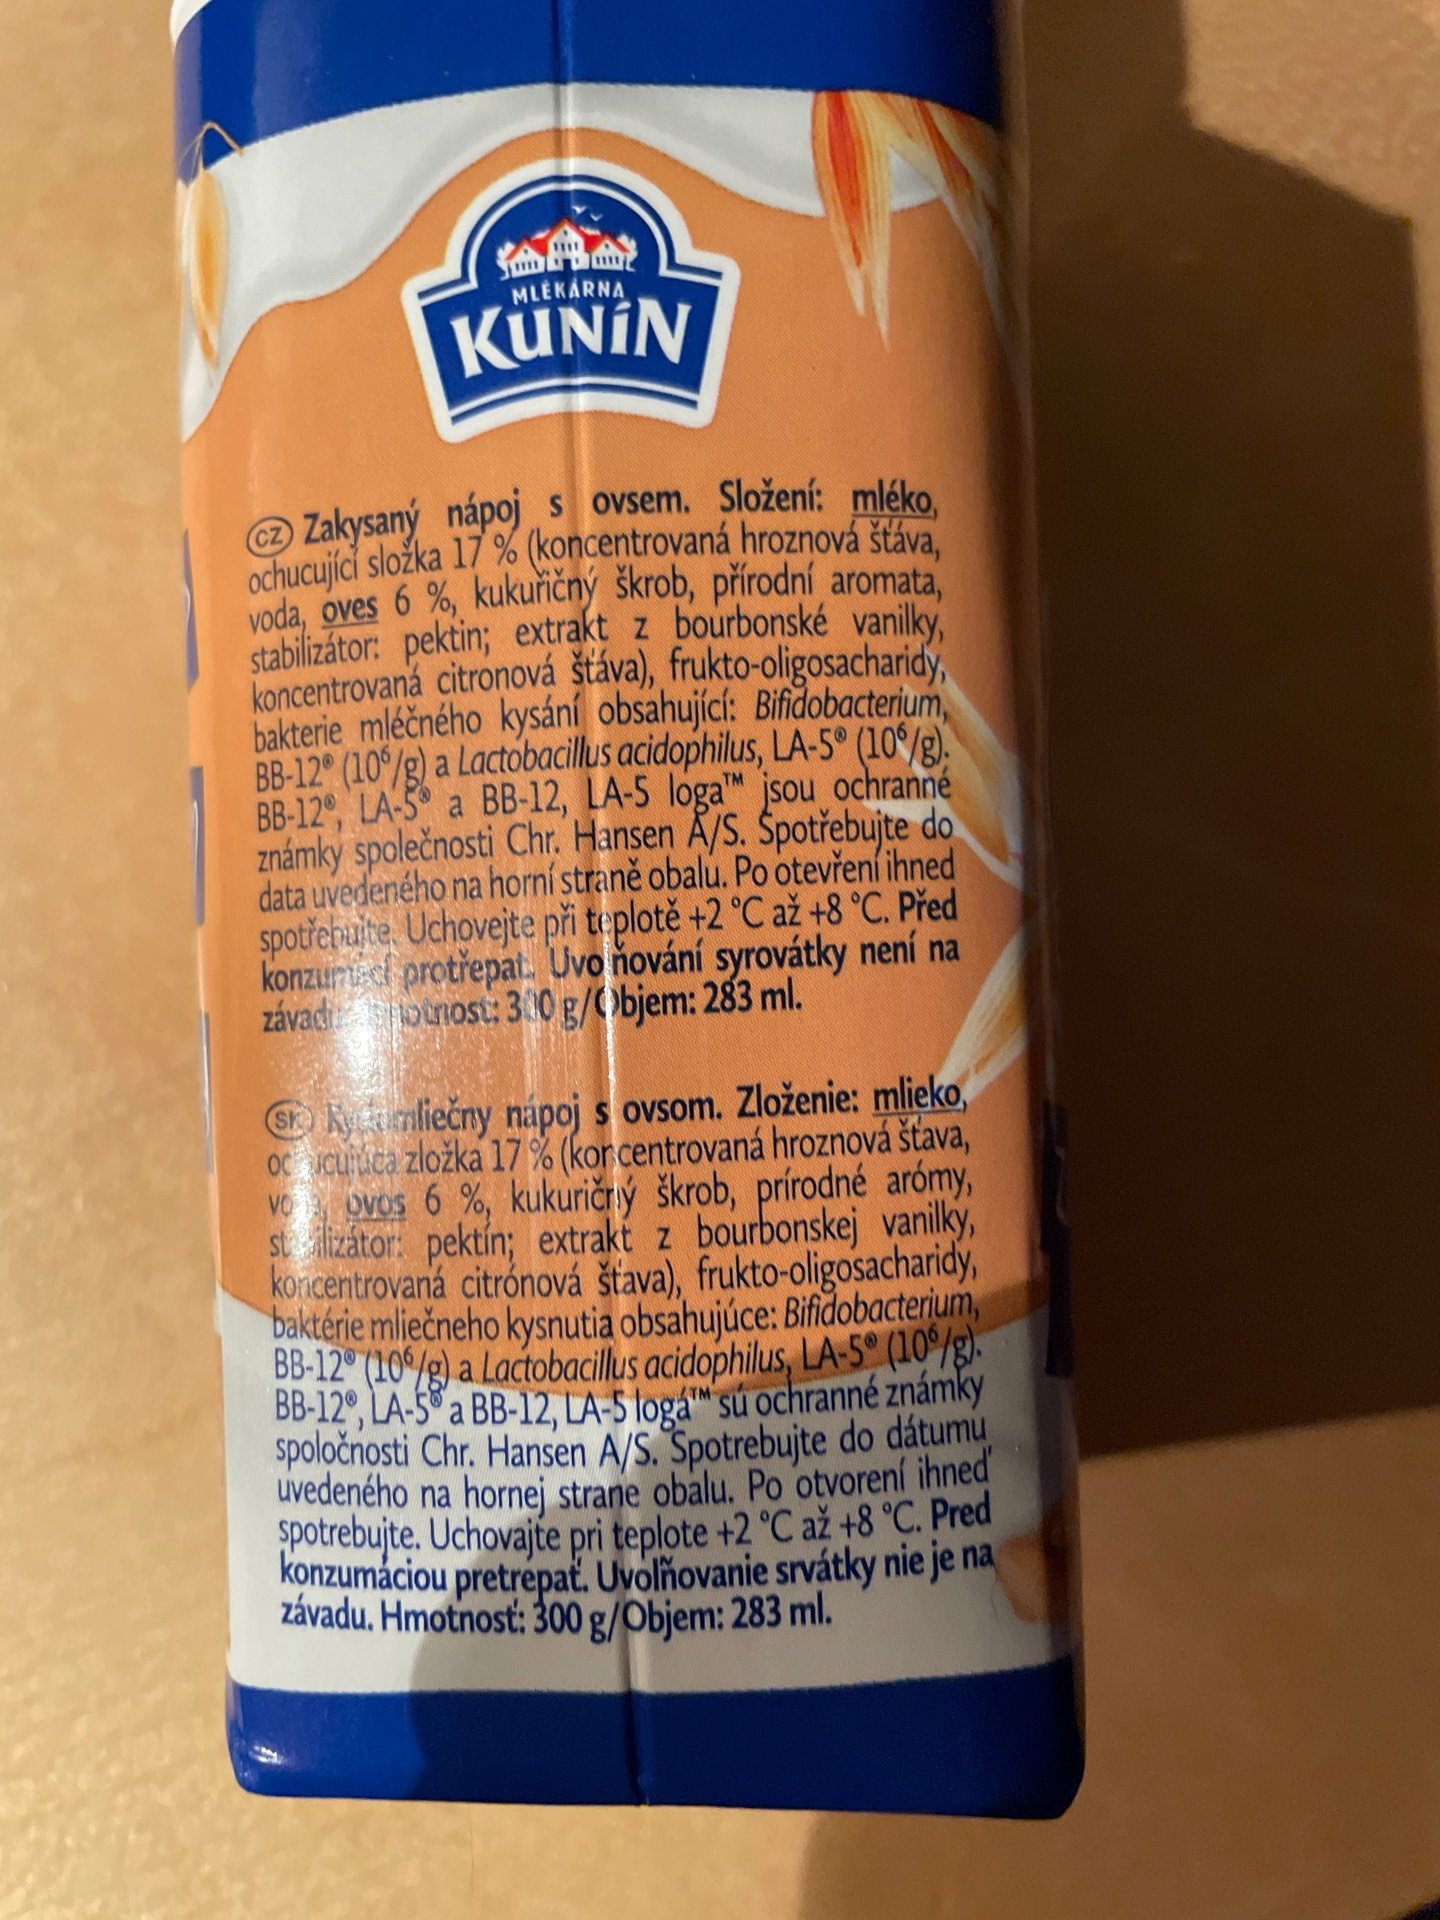 MLÉKÁRNA
KUNÍN
CZ Zakysaný nápoj s ovsem. Složení: mléko,
ochucující složka 17 % (koncentrovaná hroznová šťáva,
voda, oves 6 %, kukuřičný škrob, přírodní aromata,
stabilizátor: pektin; extrakt z bourbonské vanilky,
koncentrovaná citronová šťáva), frukto-oligosacharidy,
bakterie mléčného kysání obsahující: Bifidobacterium,
BB-12® (10⁶/g) a Lactobacillus acidophilus, LA-5® (10⁶/g).
BB-12®, LA-5® a BB-12, LA-5 loga™ jsou ochranné
známky společnosti Chr. Hansen A/S. Spotřebujte do
data uvedeného na horní straně obalu. Po otevření ihned
spotřebujte. Uchovejte při teplotě +2 °C až +8 °C. Před
konzumací protřepat. Uvolňování syrovátky není na
závadu. Hmotnost: 300 g/Objem: 283 ml.
SK Kyslomliečny nápoj s ovsom. Zloženie: mlieko,
ochucujúca zložka 17 % (koncentrovaná hroznová šťava,
voda, ovos 6 %, kukuričný škrob, prírodné arómy,
stabilizátor: pektín; extrakt z bourbonskej vanilky,
koncentrovaná citrónová šťava), frukto-oligosacharidy,
baktérie mliečneho kysnutia obsahujúce: Bifidobacterium,
BB-12® (10⁶/g) a Lactobacillus acidophilus, LA-5® (10⁶/g).
BB-12®, LA-5® a BB-12, LA-5 logá™ sú ochranné známky
spoločnosti Chr. Hansen A/S. Spotrebujte do dátumu
uvedeného na hornej strane obalu. Po otvorení ihneď
spotrebujte. Uchovajte pri teplote +2 °C až +8 °C. Pred
konzumáciou pretrepať. Uvoľňovanie srvátky nie je na
závadu. Hmotnosť: 300 g/Objem: 283 ml.